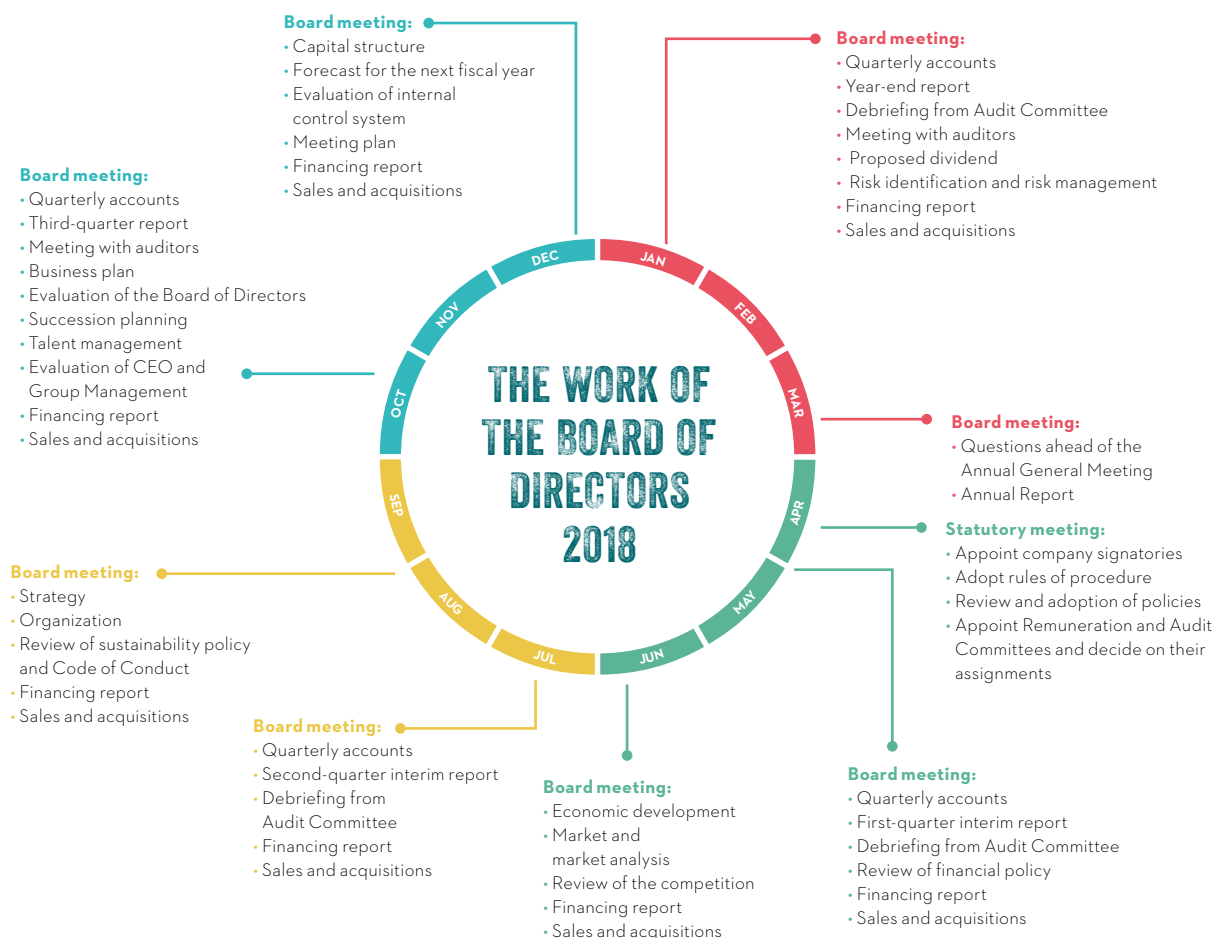 Board meeting:
• Capital structure
• Forecast for the next fiscal year
• Evaluation of internal
control system
• Meeting plan
• Financing report
• Sales and acquisitions
Board meeting:
• Quarterly accounts
• Year-end report
• Debriefing from Audit Committee
• Meeting with auditors
• Proposed dividend
• Risk identification and risk management
• Financing report
• Sales and acquisitions
Board meeting:
• Quarterly accounts
• Third-quarter report
• Meeting with auditors
• Business plan
• Evaluation of the Board of Directors
• Succession planning
• Talent management
• Evaluation of CEO and
Group Management
• Financing report
• Sales and acquisitions
DEC
JAN
NOV
FEB
OCT
MAR
SEP
APR
AUG
MAY
JUL
JUN
THE WORK OF
THE BOARD OF
DIRECTORS
2018
Board meeting:
• Questions ahead of the
Annual General Meeting
• Annual Report
Statutory meeting:
• Appoint company signatories
• Adopt rules of procedure
• Review and adoption of policies
• Appoint Remuneration and Audit
Committees and decide on their
assignments
Board meeting:
• Strategy
• Organization
• Review of sustainability policy
and Code of Conduct
• Financing report
• Sales and acquisitions
Board meeting:
• Quarterly accounts
• Second-quarter interim report
• Debriefing from
Audit Committee
• Financing report
• Sales and acquisitions
Board meeting:
• Economic development
• Market and
market analysis
• Review of the competition
• Financing report
• Sales and acquisitions
Board meeting:
• Quarterly accounts
• First-quarter interim report
• Debriefing from Audit Committee
• Review of financial policy
• Financing report
• Sales and acquisitions